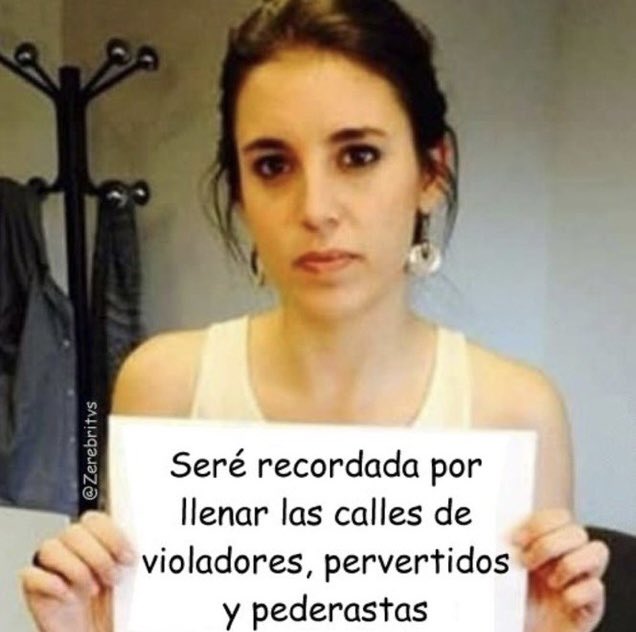 @Zerebritvs
Seré recordada por
llenar las calles de
violadores, pervertidos
y pederastas